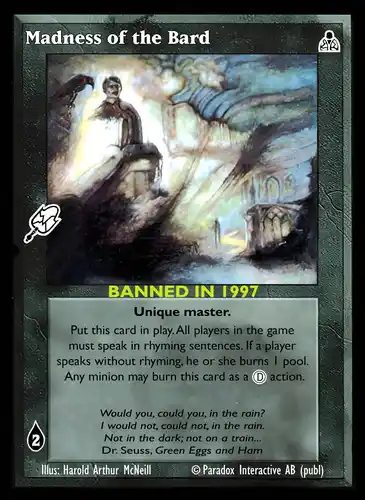 Madness of the Bard
BANNED IN 1997
Unique master.
Put this card in play. All players in the game
must speak in rhyming sentences. If a player
speaks without rhyming, he or she burns 1 pool.
Any minion may burn this card as a D action.
Would you, could you, in the rain?
I would not, could not, in the rain.
Not in the dark; not on a train...
Dr. Seuss, Green Eggs and Ham
2
Illus: Harold Arthur McNeill © Paradox Interactive AB (publ)